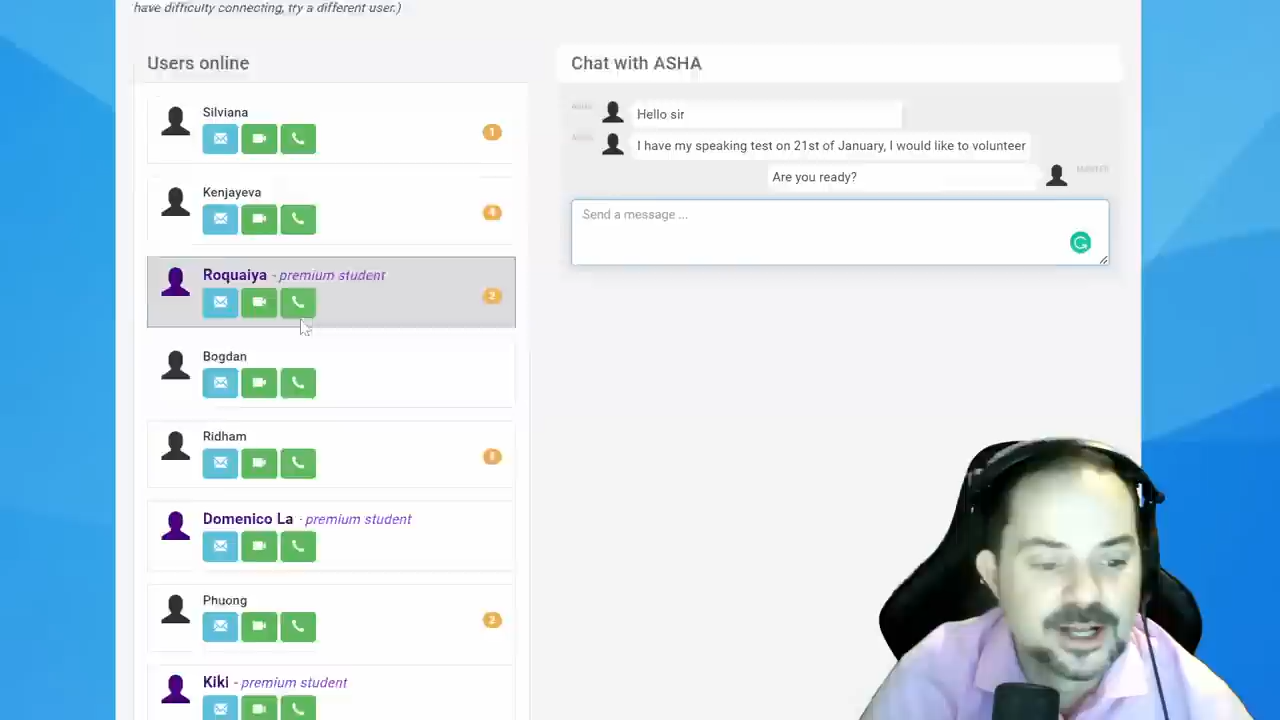 have difficulty connecting, try a different user.)
Users online
Silviana
1
Kenjayeva
4
Roquaiya - premium student
2
Bogdan
Ridham
Domenico La - premium student
Phuong
2
Kiki - premium student
Chat with ASHA
Hello sir
I have my speaking test on 21st of January, I would like to volunteer
Are you ready?
Send a message ...